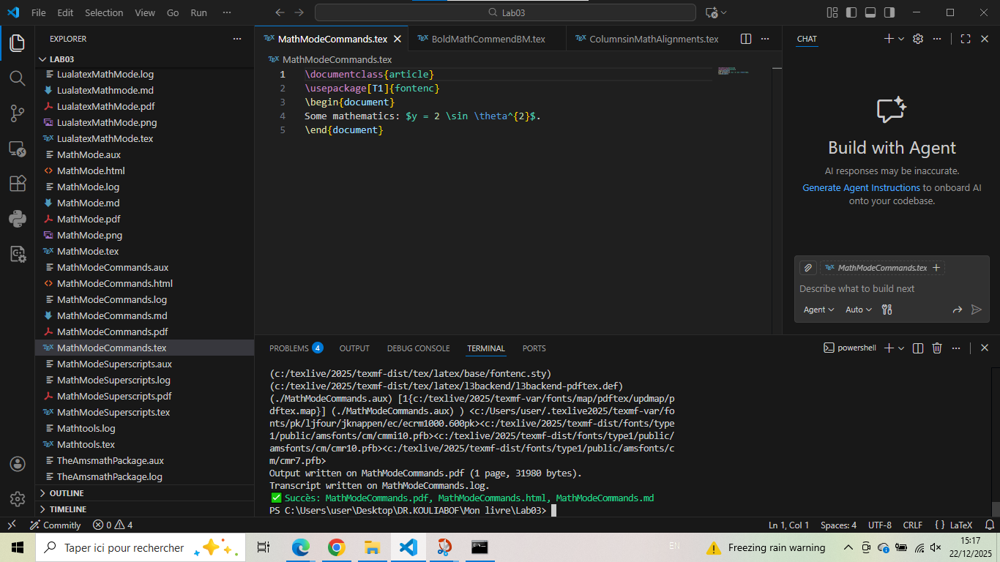 File Edit Selection View Go Run ··· Lab03
EXPLORER ···
LAB03
LualatexMathMode.log
LualatexMathmode.md
LualatexMathMode.pdf
LualatexMathMode.png
LualatexMathMode.tex
MathMode.aux
MathMode.html
MathMode.log
MathMode.md
MathMode.pdf
MathMode.png
MathMode.tex
MathModeCommands.aux
MathModeCommands.html
MathModeCommands.log
MathModeCommands.md
MathModeCommands.pdf
MathModeCommands.tex
MathModeSuperscripts.aux
MathModeSuperscripts.log
MathModeSuperscripts.pdf
MathModeSuperscripts.tex
Mathtools.log
Mathtools.tex
TheAmsmathPackage.aux
TheAmsmathPackage.log
OUTLINE
TIMELINE
TEX MathModeCommands.tex TEX BoldMathCommendBM.tex TEX ColumnsinMathAlignments.tex ···
TEX MathModeCommands.tex
1 \documentclass{article}
2 \usepackage[T1]{fontenc}
3 \begin{document}
4 Some mathematics: $y = 2 \sin \theta^{2}$.
5 \end{document}
CHAT ···
Build with Agent
AI responses may be inaccurate.
Generate Agent Instructions to onboard AI
onto your codebase.
TEX MathModeCommands.tex +
Describe what to build next
Agent Auto
PROBLEMS 4 OUTPUT DEBUG CONSOLE TERMINAL PORTS powershell ···
(c:/texlive/2025/texmf-dist/tex/latex/base/fontenc.sty)
(c:/texlive/2025/texmf-dist/tex/latex/l3backend/l3backend-pdftex.def)
(./MathModeCommands.aux) [1{c:/texlive/2025/texmf-var/fonts/map/pdftex/updmap/p
dftex.map}] (./MathModeCommands.aux) ) <c:/Users/user/.texlive2025/texmf-var/fo
nts/pk/ljfour/jknappen/ec/ecrm1000.600pk><c:/texlive/2025/texmf-dist/fonts/type
1/public/amsfonts/cm/cmmi10.pfb><c:/texlive/2025/texmf-dist/fonts/type1/public/
amsfonts/cm/cmr10.pfb><c:/texlive/2025/texmf-dist/fonts/type1/public/amsfonts/c
m/cmr7.pfb>
Output written on MathModeCommands.pdf (1 page, 31980 bytes).
Transcript written on MathModeCommands.log.
✅ Succès: MathModeCommands.pdf, MathModeCommands.html, MathModeCommands.md
PS C:\Users\user\Desktop\DR.KOULIABOF\Mon livre\Lab03>
Commitly 0 4 Ln 1, Col 1 Spaces: 4 UTF-8 CRLF { } LaTeX
Taper ici pour rechercher EN Freezing rain warning 15:17
22/12/2025